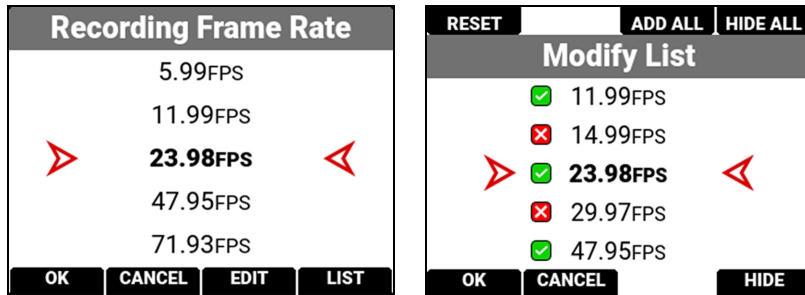 Recording Frame Rate
5.99FPS
11.99FPS
23.98FPS
47.95FPS
71.93FPS
OK CANCEL EDIT LIST
RESET ADD ALL HIDE ALL
Modify List
11.99FPS
14.99FPS
23.98FPS
29.97FPS
47.95FPS
OK CANCEL HIDE